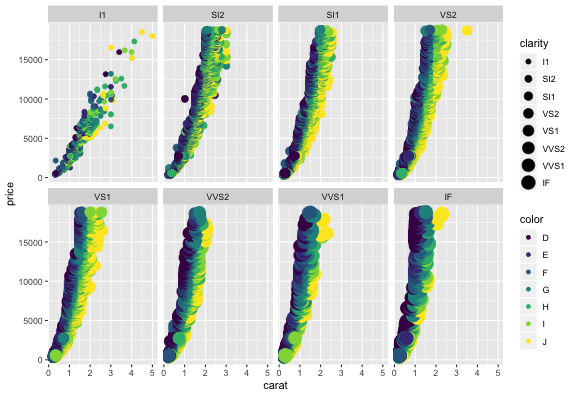 I1 SI2 SI1 VS2
15000
10000
5000
0
VS1 VVS2 VVS1 IF
15000
10000
5000
0
0 1 2 3 4 5 0 1 2 3 4 5 0 1 2 3 4 5 0 1 2 3 4 5
carat
price
clarity
I1
SI2
SI1
VS2
VS1
VVS2
VVS1
IF
color
D
E
F
G
H
I
J